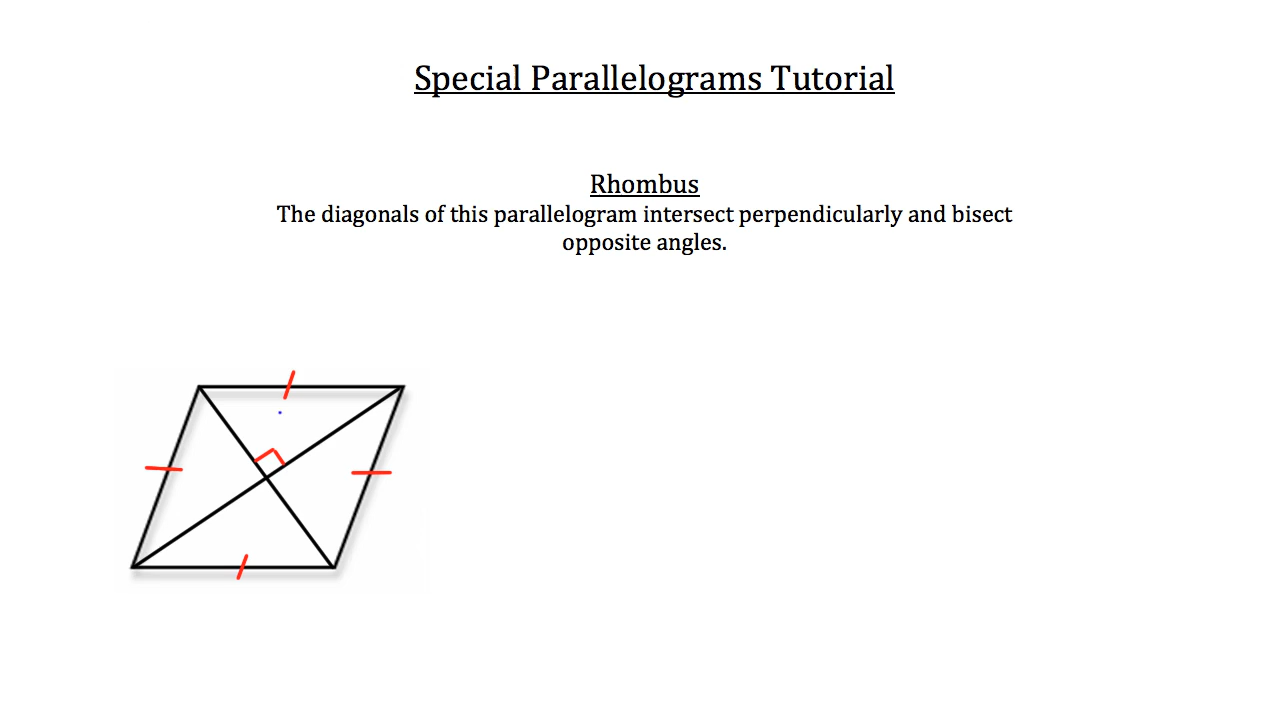 Special Parallelograms Tutorial
Rhombus
The diagonals of this parallelogram intersect perpendicularly and bisect
opposite angles.